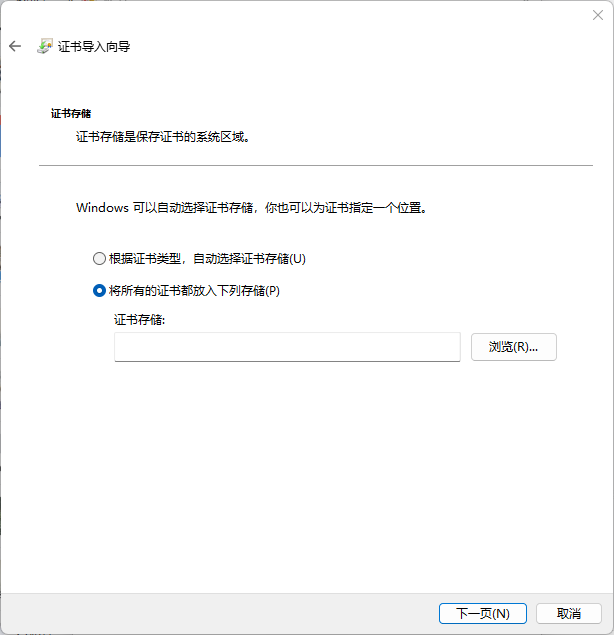 证书导入向导
证书存储
证书存储是保存证书的系统区域。
Windows 可以自动选择证书存储，你也可以为证书指定一个位置。
根据证书类型，自动选择证书存储(U)
将所有的证书都放入下列存储(P)
证书存储:
浏览(R)...
下一页(N)
取消